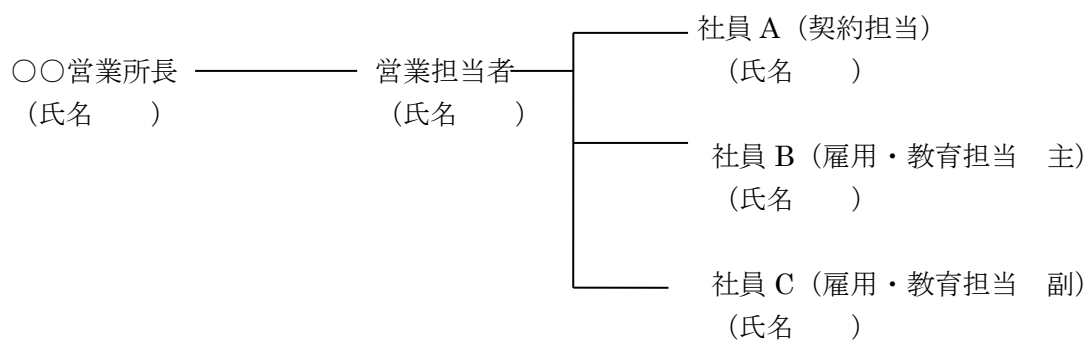 ○○営業所長
（氏名　　）
営業担当者
（氏名　　）
社員 A（契約担当）
（氏名　　）
社員 B（雇用・教育担当　主）
（氏名　　）
社員 C（雇用・教育担当　副）
（氏名　　）